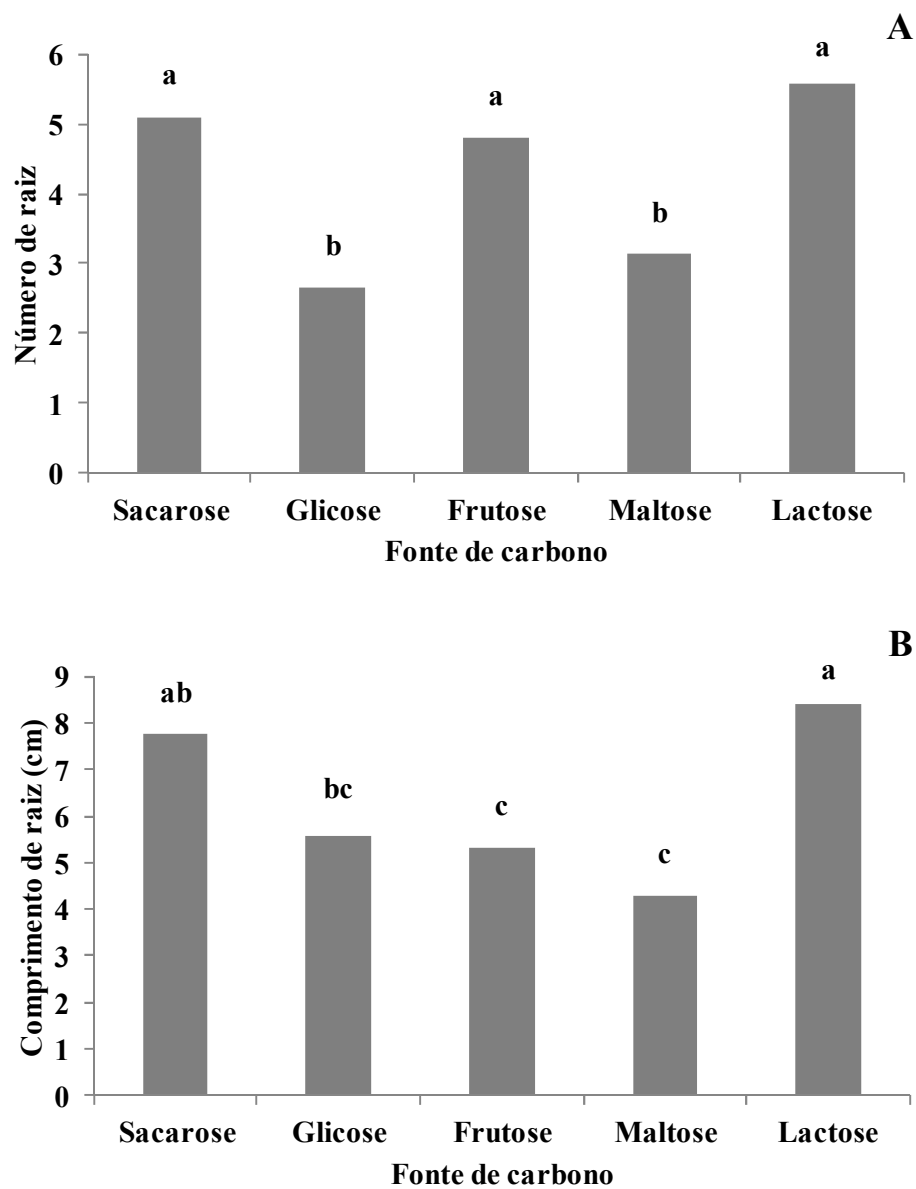 A
6
5
4
3
2
1
0
Número de raiz
a
b
a
b
a
Sacarose Glicose Frutose Maltose Lactose
Fonte de carbono
B
9
8
7
6
5
4
3
2
1
0
Comprimento de raiz (cm)
ab
bc
c
c
a
Sacarose Glicose Frutose Maltose Lactose
Fonte de carbono